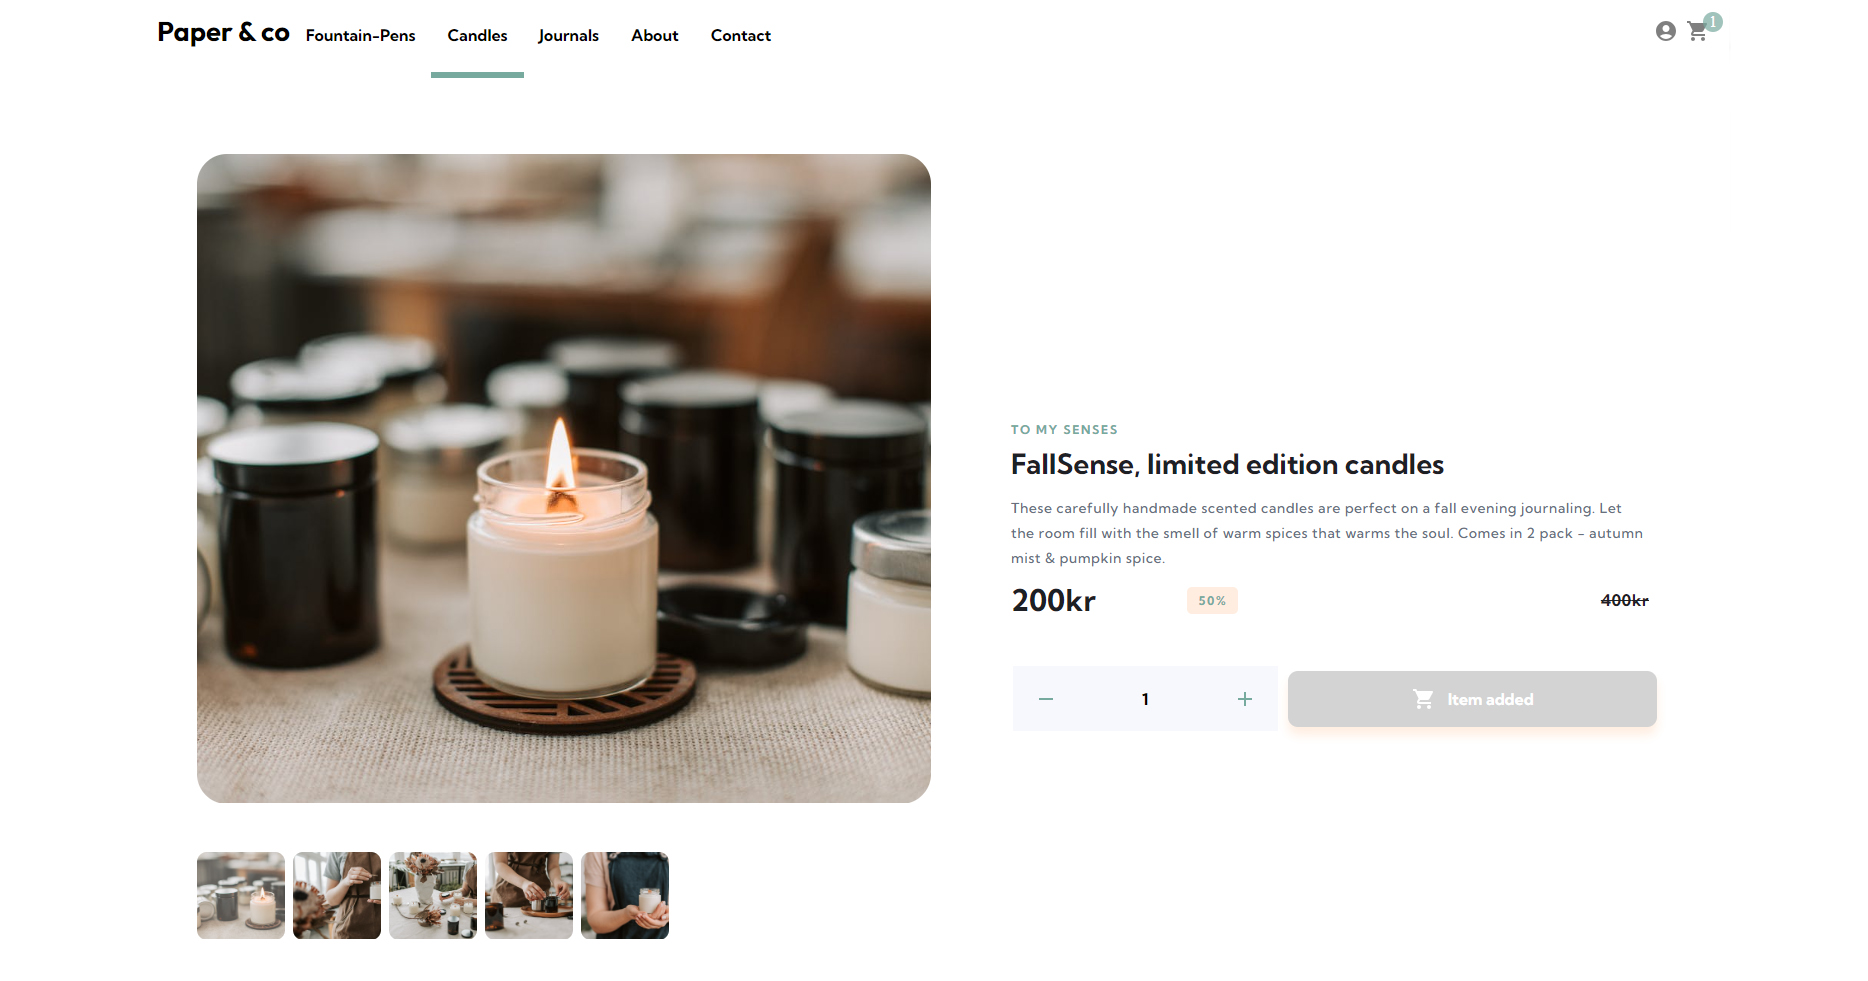 Paper & co
Fountain-Pens
Candles
Journals
About
Contact
1
TO MY SENSES
FallSense, limited edition candles
These carefully handmade scented candles are perfect on a fall evening journaling. Let
the room fill with the smell of warm spices that warms the soul. Comes in 2 pack - autumn
mist & pumpkin spice.
200kr
50%
400kr
1
Item added